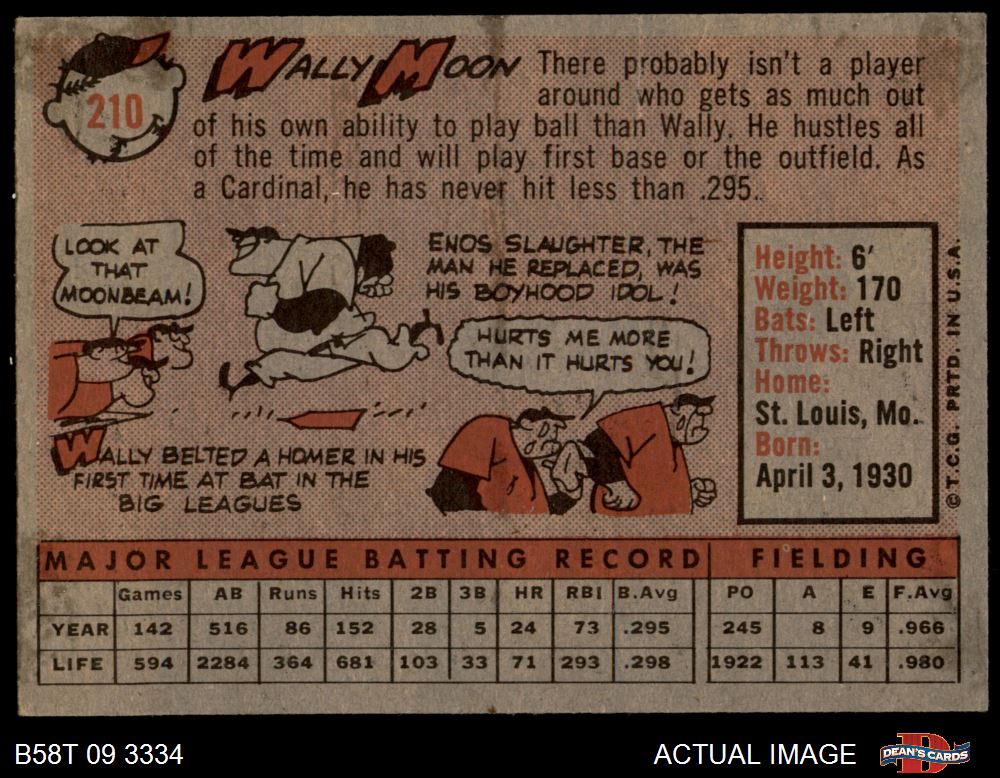 210
WALLY MOON There probably isn't a player
around who gets as much out
of his own ability to play ball than Wally. He hustles all
of the time and will play first base or the outfield. As
a Cardinal, he has never hit less than .295.
LOOK AT
THAT
MOONBEAM!
ENOS SLAUGHTER, THE
MAN HE REPLACED, WAS
HIS BOYHOOD IDOL!
HURTS ME MORE
THAN IT HURTS YOU!
WALLY BELTED A HOMER IN HIS
FIRST TIME AT BAT IN THE
BIG LEAGUES
Height: 6'
Weight: 170
Bats: Left
Throws: Right
Home:
St. Louis, Mo.
Born:
April 3, 1930
© T.C.G. PRTD. IN U.S.A.
MAJOR LEAGUE BATTING RECORD FIELDING
Games AB Runs Hits 2B 3B HR RBI B.Avg PO A E F.Avg
YEAR 142 516 86 152 28 5 24 73 .295 245 8 9 .966
LIFE 594 2284 364 681 103 33 71 293 .298 1922 113 41 .980
B58T 09 3334 ACTUAL IMAGE DEAN'S CARDS